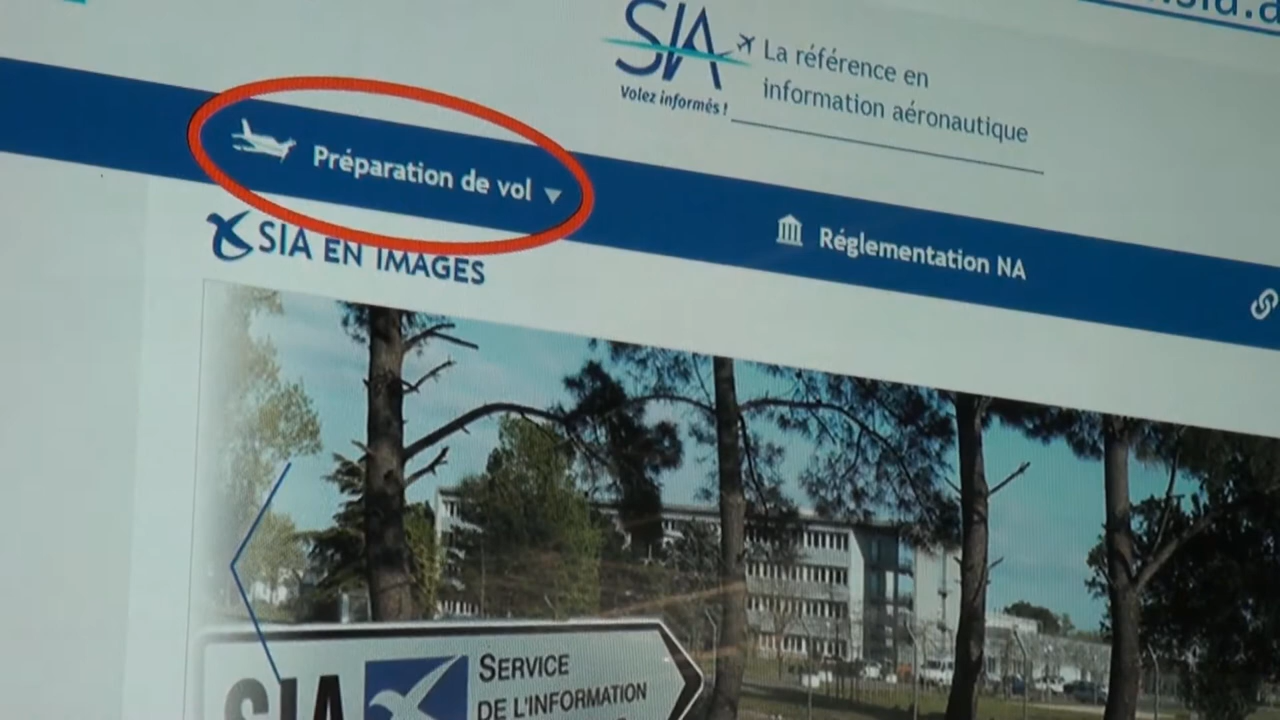 SIA
Volez informés !
La référence en
information aéronautique
Préparation de vol
Réglementation NA
SIA EN IMAGES
SIA
SERVICE
DE L'INFORMATION